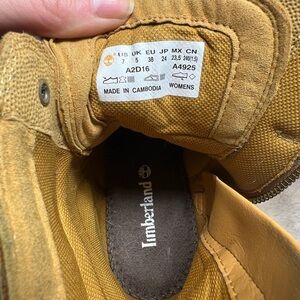 US UK EU JP MX CN
7 5 38 24 23,5 240(1.5)
A2D16 A4925
MADE IN CAMBODIA WOMENS
Timberland